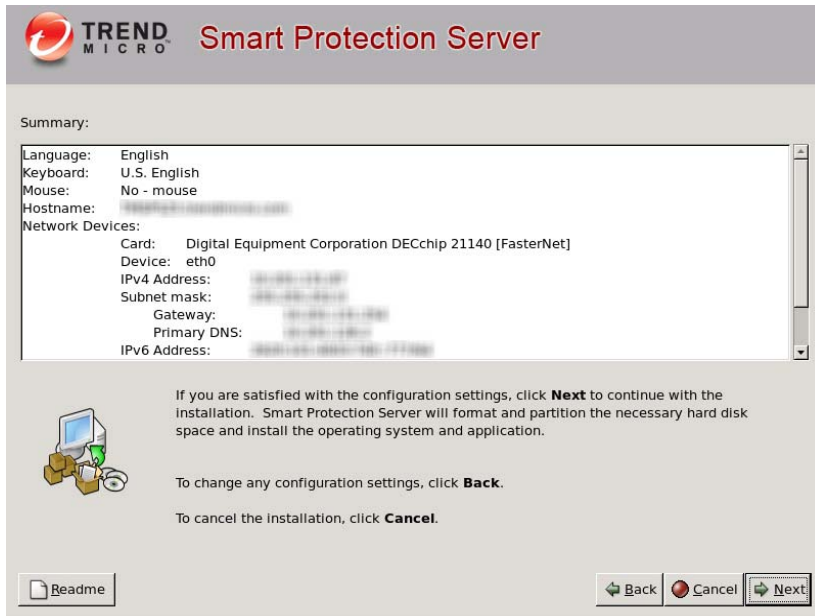 TREND
MICRO™
Smart Protection Server
Summary:
Language: English
Keyboard: U.S. English
Mouse: No - mouse
Hostname:
Network Devices:
Card: Digital Equipment Corporation DECchip 21140 [FasterNet]
Device: eth0
IPv4 Address:
Subnet mask:
Gateway:
Primary DNS:
IPv6 Address:
If you are satisfied with the configuration settings, click Next to continue with the
installation. Smart Protection Server will format and partition the necessary hard disk
space and install the operating system and application.
To change any configuration settings, click Back.
To cancel the installation, click Cancel.
Readme
Back
Cancel
Next